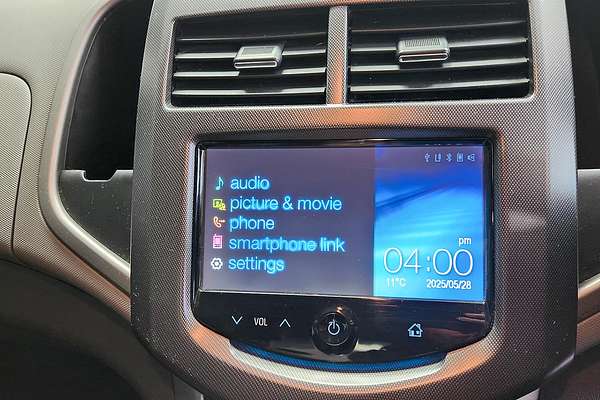 audio
picture & movie
phone
smartphone link
settings
pm
04:00
11°C 2025/05/28
VOL